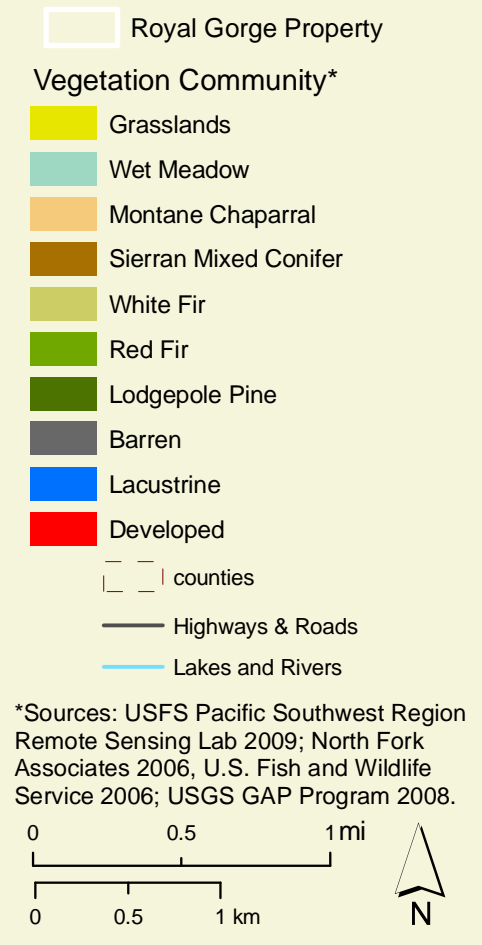 Royal Gorge Property
Vegetation Community*
Grasslands
Wet Meadow
Montane Chaparral
Sierran Mixed Conifer
White Fir
Red Fir
Lodgepole Pine
Barren
Lacustrine
Developed
counties
Highways & Roads
Lakes and Rivers
*Sources: USFS Pacific Southwest Region
Remote Sensing Lab 2009; North Fork
Associates 2006, U.S. Fish and Wildlife
Service 2006; USGS GAP Program 2008.
0 0.5 1 mi
0 0.5 1 km
N